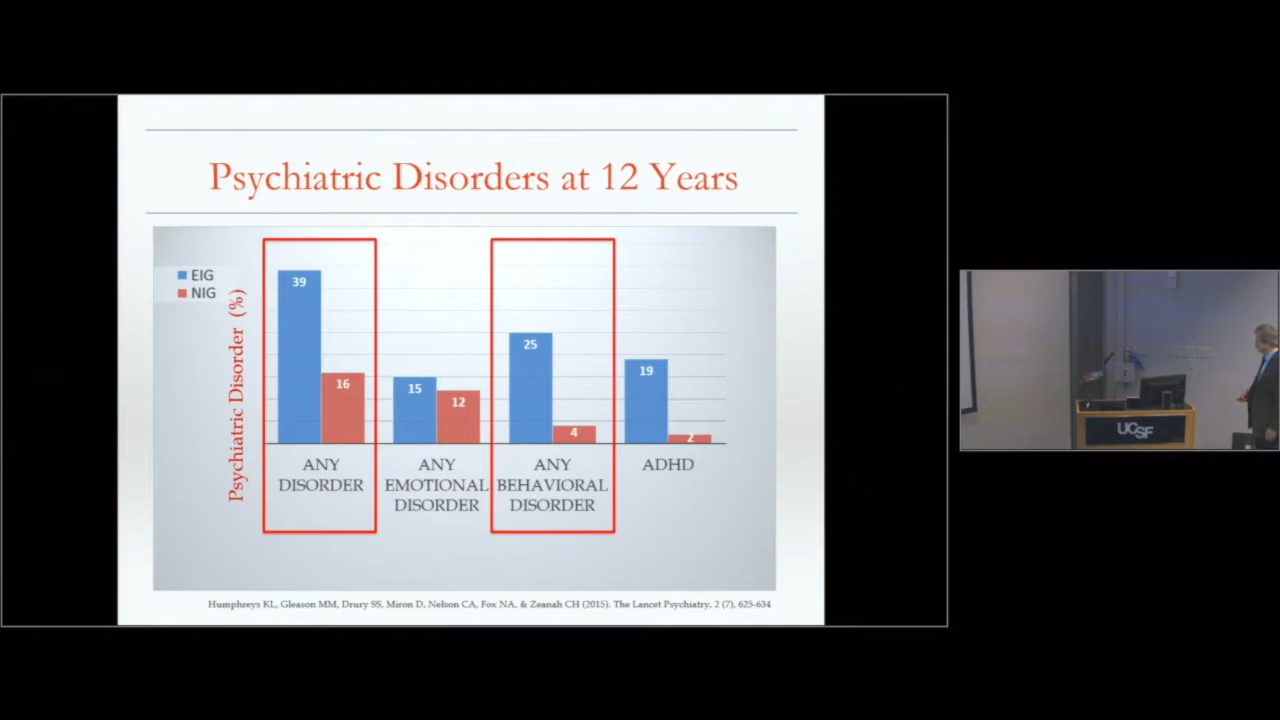 Psychiatric Disorders at 12 Years
EIG
NIG
Psychiatric Disorder (%)
39
16
15
12
25
4
19
2
ANY
DISORDER
ANY
EMOTIONAL
DISORDER
ANY
BEHAVIORAL
DISORDER
ADHD
Humphreys KL, Gleason MM, Drury SS, Miron D, Nelson CA, Fox NA, & Zeanah CH (2015). The Lancet Psychiatry, 2 (7), 625-634
UCSF